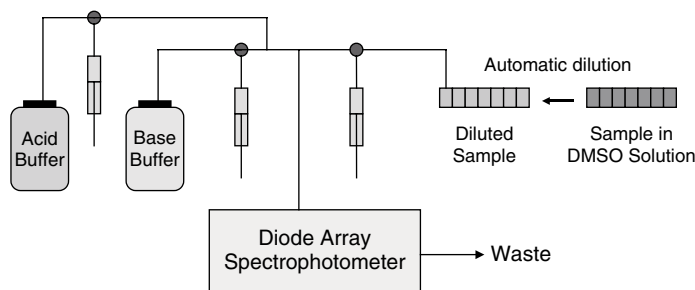 Automatic dilution
Acid
Buffer
Base
Buffer
Diluted
Sample
Sample in
DMSO Solution
Diode Array
Spectrophotometer
Waste